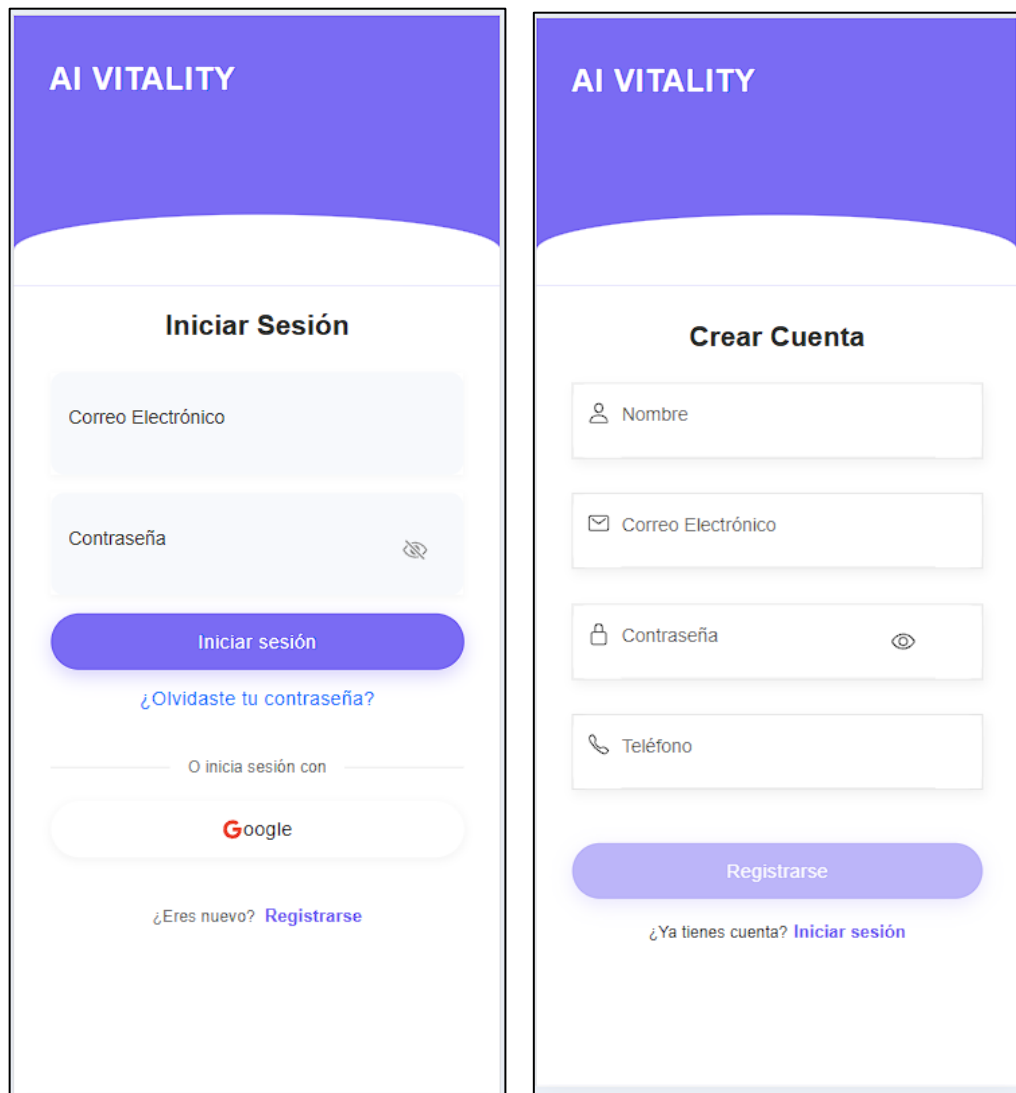 AI VITALITY
Iniciar Sesión
Correo Electrónico
Contraseña
Iniciar sesión
¿Olvidaste tu contraseña?
O inicia sesión con
Google
¿Eres nuevo? Registrarse
AI VITALITY
Crear Cuenta
Nombre
Correo Electrónico
Contraseña
Teléfono
Registrarse
¿Ya tienes cuenta? Iniciar sesión